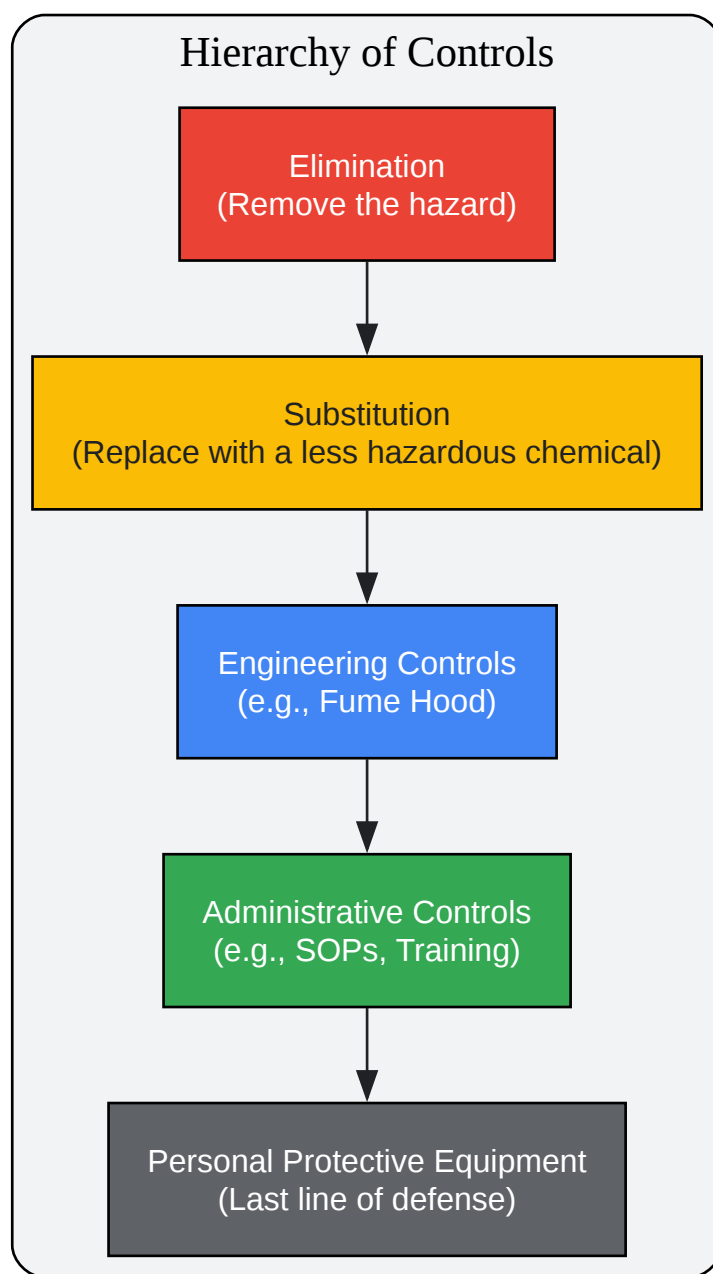 Hierarchy of Controls
Elimination
(Remove the hazard)
Substitution
(Replace with a less hazardous chemical)
Engineering Controls
(e.g., Fume Hood)
Administrative Controls
(e.g., SOPs, Training)
Personal Protective Equipment
(Last line of defense)